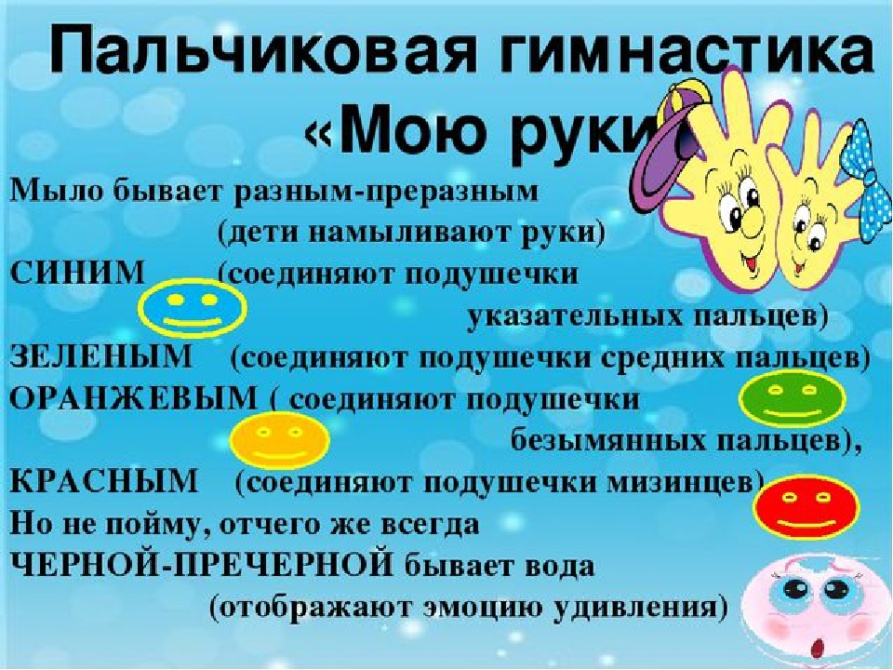 Пальчиковая гимнастика
«Мою руки
Мыло бывает разным-преразным
(дети намыливают руки)
СИНИМ (соединяют подушечки
указательных пальцев)
ЗЕЛЕНЫМ (соединяют подушечки средних пальцев)
ОРАНЖЕВЫМ ( соединяют подушечки
безымянных пальцев),
КРАСНЫМ (соединяют подушечки мизинцев)
Но не пойму, отчего же всегда
ЧЕРНОЙ-ПРЕЧЕРНОЙ бывает вода
(отображают эмоцию удивления)